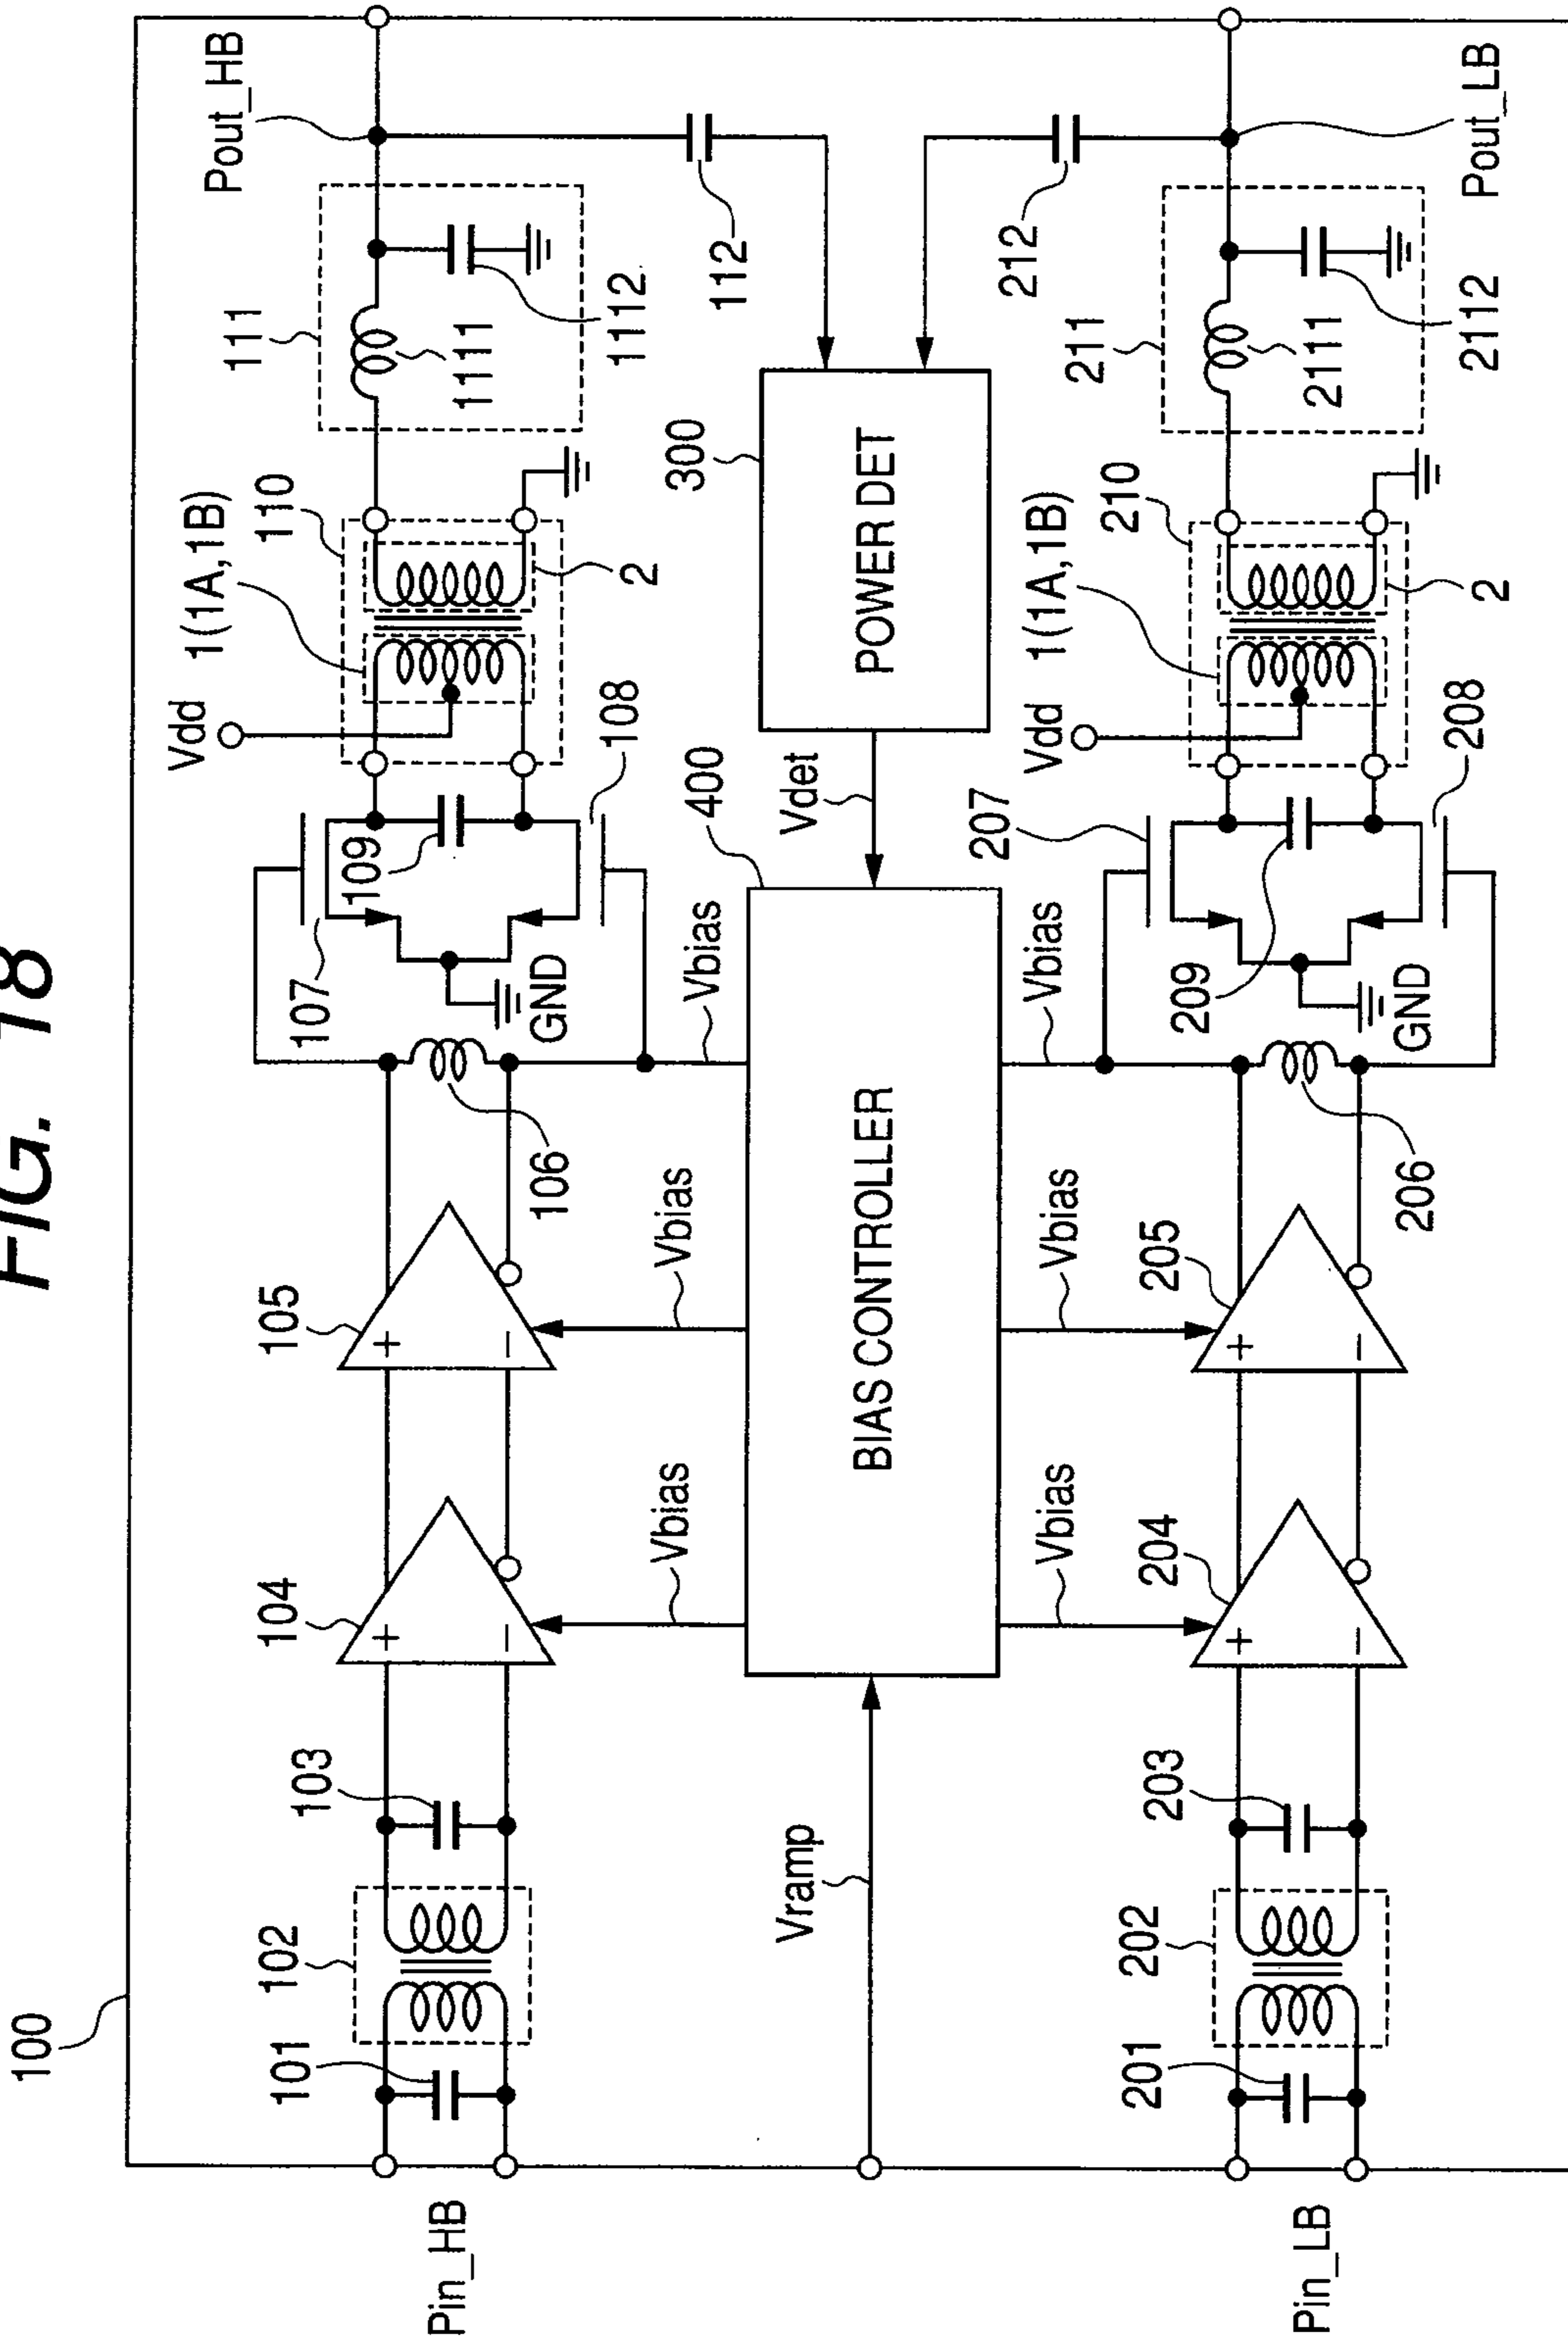 FIG. 18
100
Pin_HB
101
102
103
104
105
106
107
108
109
GND
Vdd
1(1A,1B)
110
2
111
1111
1112
Pout_HB
112
Vbias
Vbias
Vbias
Vramp
BIAS CONTROLLER
400
Vdet
POWER DET
300
212
Vbias
Vbias
Vbias
Pin_LB
201
202
203
204
205
206
207
208
209
GND
Vdd
1(1A,1B)
210
2
211
2111
2112
Pout_LB
+
−
+
−
+
−
+
−